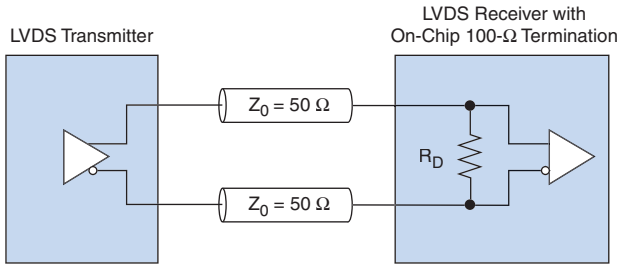 LVDS Transmitter
LVDS Receiver with
On-Chip 100-Ω Termination
Z0 = 50 Ω
RD
Z0 = 50 Ω